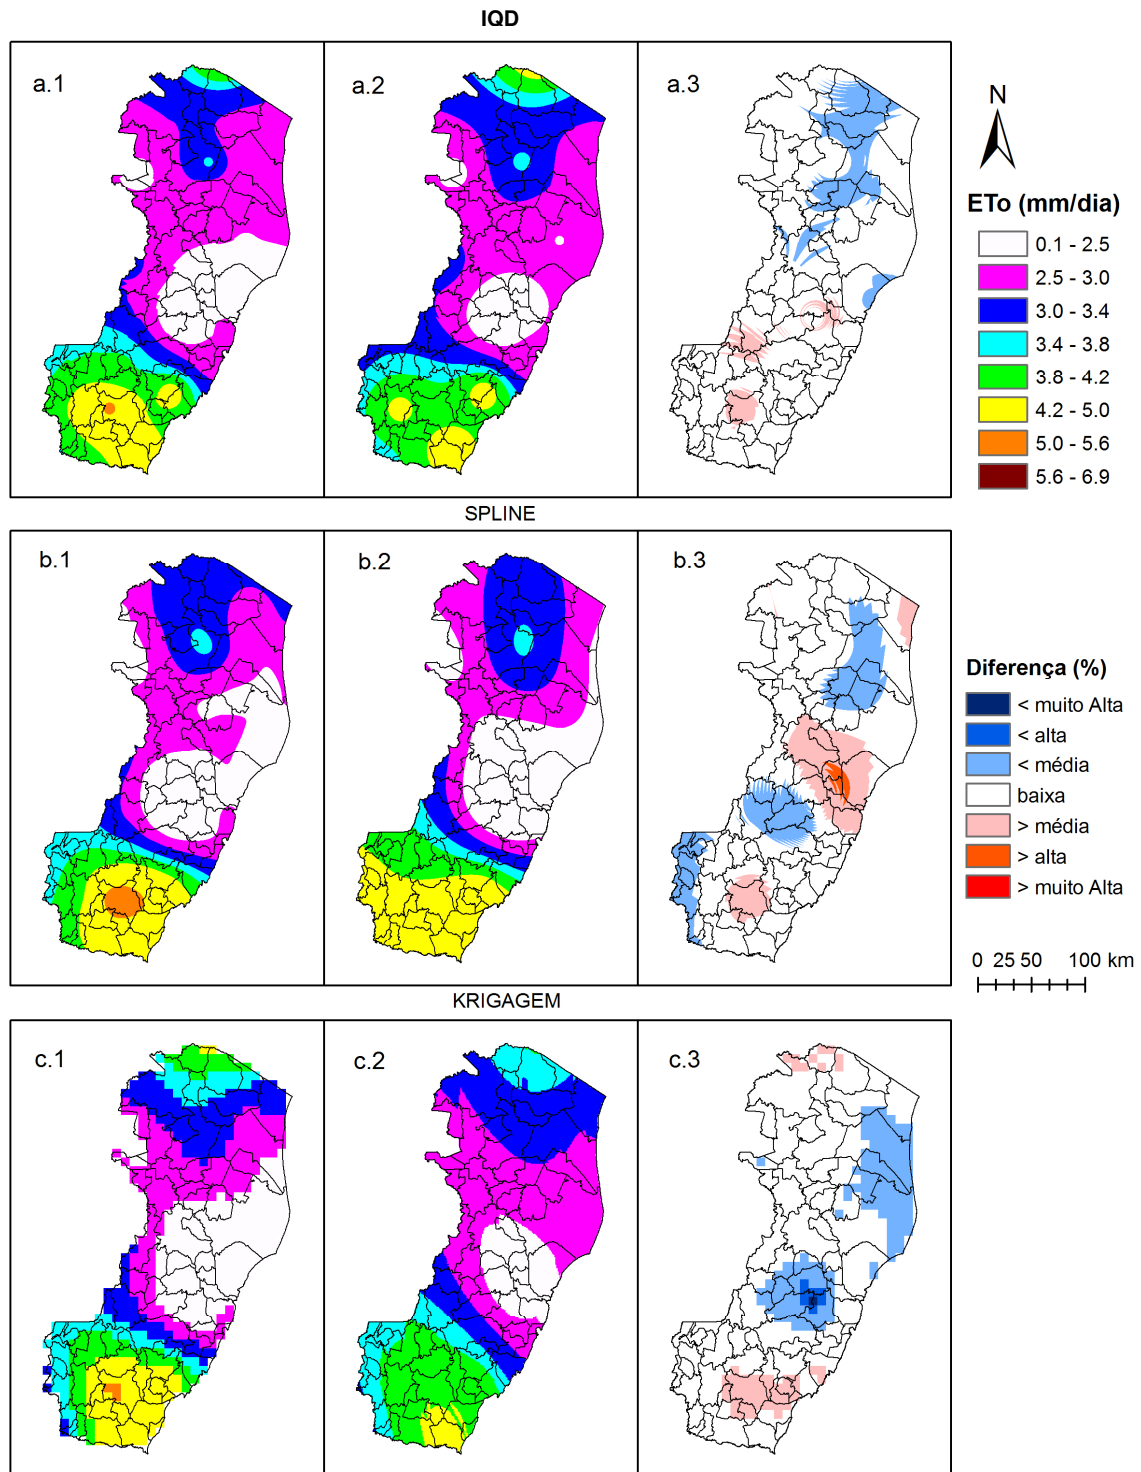 IQD
a.1
a.2
a.3
N
ETo (mm/dia)
0.1 - 2.5
2.5 - 3.0
3.0 - 3.4
3.4 - 3.8
3.8 - 4.2
4.2 - 5.0
5.0 - 5.6
5.6 - 6.9
SPLINE
b.1
b.2
b.3
Diferença (%)
< muito Alta
< alta
< média
baixa
> média
> alta
> muito Alta
0 25 50 100 km
KRIGAGEM
c.1
c.2
c.3